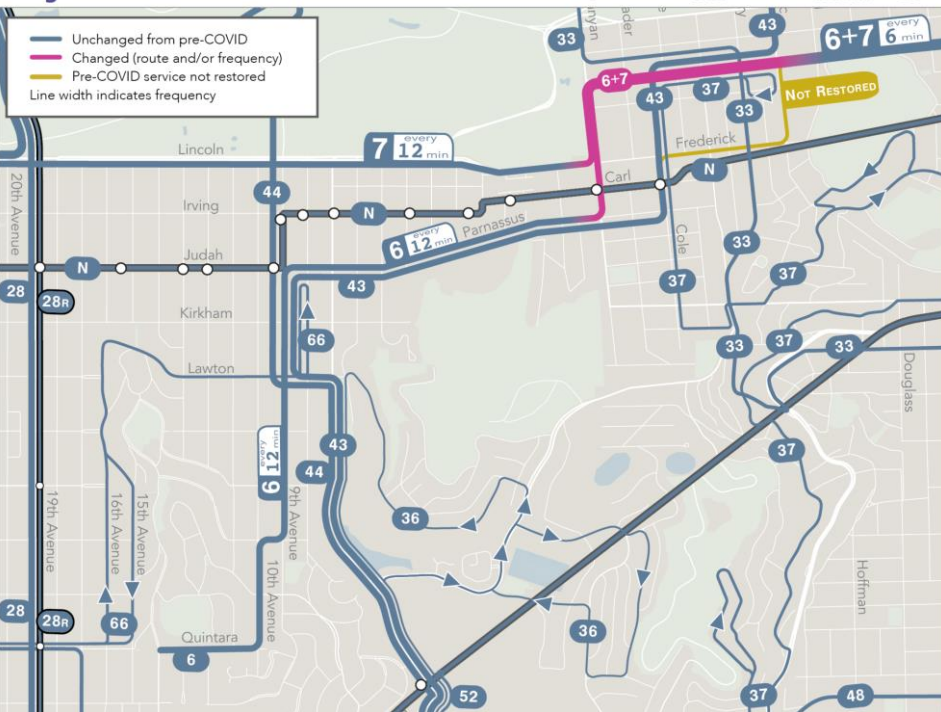 Unchanged from pre-COVID
Changed (route and/or frequency)
Pre-COVID service not restored
Line width indicates frequency
33
43
6+7 every 6 min
6+7
43
37
33
NOT RESTORED
Lincoln
7 every 12 min
Frederick
N
Carl
20th Avenue
44
Irving
N
Parnassus
6 every 12 min
Judah
N
43
Cole
33
37
37
28
28R
Kirkham
66
33
37
33
Lawton
Douglass
43
44
6 every 12 min
37
19th Avenue
16th Avenue
15th Avenue
9th Avenue
36
10th Avenue
Hoffman
28
28R
66
36
Quintara
6
52
37
48